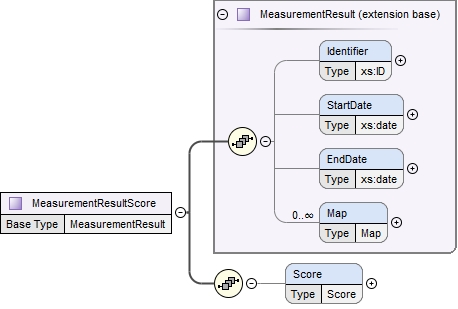 MeasurementResult (extension base)
Identifier
Type xs:ID
StartDate
Type xs:date
EndDate
Type xs:date
0..∞
Map
Type Map
MeasurementResultScore
Base Type MeasurementResult
Score
Type Score